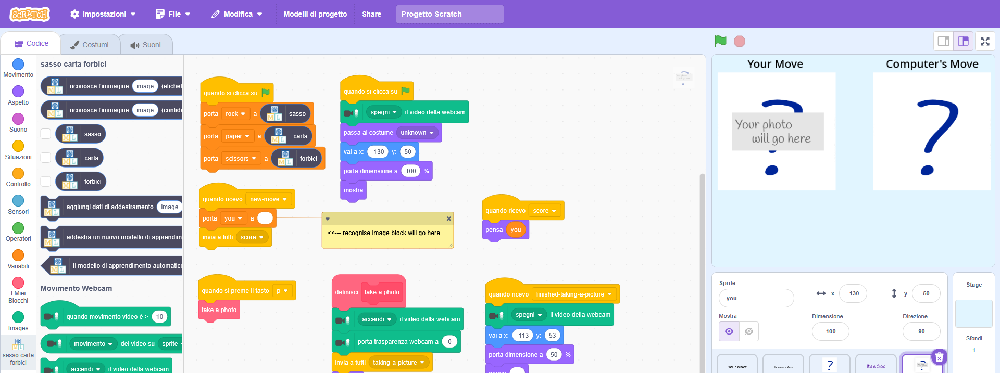 SCRATCH
Impostazioni
File
Modifica
Modelli di progetto
Share
Progetto Scratch
Codice
Costumi
Suoni
Movimento
Aspetto
Suono
Situazioni
Controllo
Sensori
Operatori
Variabili
I Miei
Blocchi
Images
sasso carta
forbici
sasso carta forbici
riconosce l'immagine image (etichet
riconosce l'immagine image (confide
sasso
carta
forbici
aggiungi dati di addestramento image
addestra un nuovo modello di apprendim
Il modello di apprendimento automatico
Movimento Webcam
quando movimento video è > 10
movimento del video su sprite
accendi il video della webcam
quando si clicca su
porta rock a sasso
porta paper a carta
porta scissors a forbici
quando ricevo new-move
porta you a
invia a tutti score
quando si preme il tasto p
take a photo
quando si clicca su
spegni il video della webcam
passa al costume unknown
vai a x: -130 y: 50
porta dimensione a 100 %
mostra
<<--- recognise image block will go here
definisci take a photo
accendi il video della webcam
porta trasparenza webcam a 0
invia a tutti taking-a-picture
quando ricevo score
pensa you
quando ricevo finished-taking-a-picture
spegni il video della webcam
vai a x: -113 y: 53
porta dimensione a 50 %
pensa
Your Move
Computer's Move
Your photo
will go here
Sprite
you
x -130
y 50
Mostra
Dimensione
100
Direzione
90
Stage
Sfondi
1
Your Move
Computer's Move
It's a draw